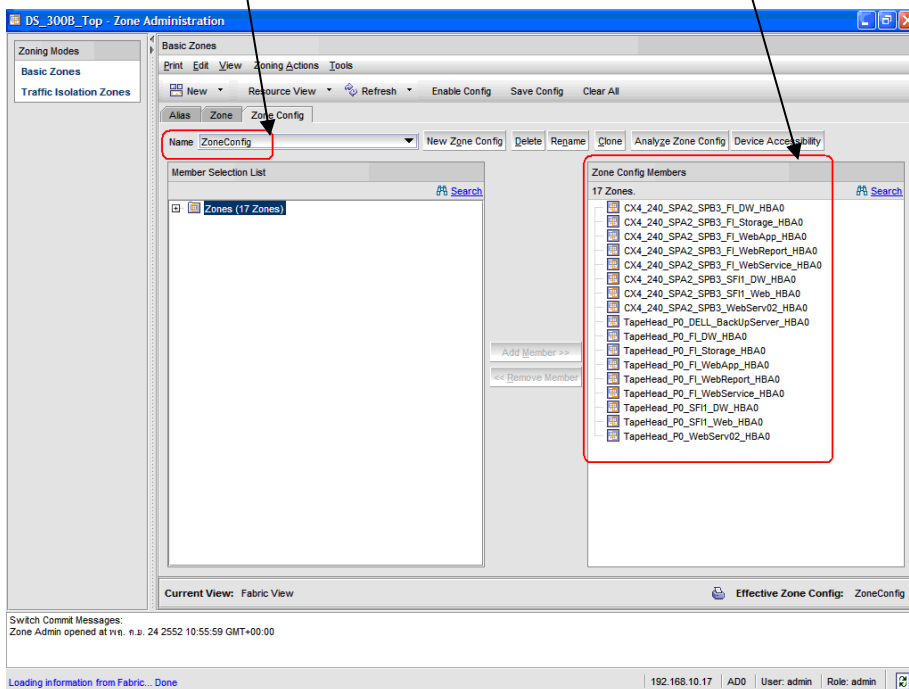 DS_300B_Top - Zone Administration
Zoning Modes
Basic Zones
Traffic Isolation Zones
Basic Zones
Print Edit View Zoning Actions Tools
New Resource View Refresh Enable Config Save Config Clear All
Alias Zone Zone Config
Name ZoneConfig New Zone Config Delete Rename Clone Analyze Zone Config Device Accessibility
Member Selection List
Search
Zones (17 Zones)
Add Member >>
<< Remove Member
Zone Config Members
17 Zones. Search
CX4_240_SPA2_SPB3_FI_DW_HBA0
CX4_240_SPA2_SPB3_FI_Storage_HBA0
CX4_240_SPA2_SPB3_FI_WebApp_HBA0
CX4_240_SPA2_SPB3_FI_WebReport_HBA0
CX4_240_SPA2_SPB3_FI_WebService_HBA0
CX4_240_SPA2_SPB3_SFI1_DW_HBA0
CX4_240_SPA2_SPB3_SFI1_Web_HBA0
CX4_240_SPA2_SPB3_WebServ02_HBA0
TapeHead_P0_DELL_BackUpServer_HBA0
TapeHead_P0_FI_DW_HBA0
TapeHead_P0_FI_Storage_HBA0
TapeHead_P0_FI_WebApp_HBA0
TapeHead_P0_FI_WebReport_HBA0
TapeHead_P0_FI_WebService_HBA0
TapeHead_P0_SFI1_DW_HBA0
TapeHead_P0_SFI1_Web_HBA0
TapeHead_P0_WebServ02_HBA0
Current View: Fabric View Effective Zone Config: ZoneConfig
Switch Commit Messages:
Zone Admin opened at พฤ. ก.ย. 24 2552 10:55:59 GMT+00:00
Loading information from Fabric... Done 192.168.10.17 AD0 User: admin Role: admin